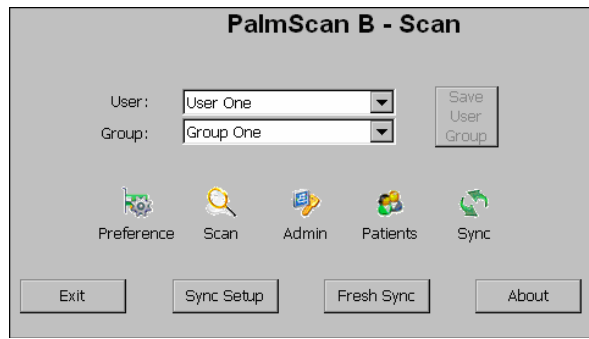 PalmScan B - Scan
User:
User One
Save
User
Group
Group:
Group One
Preference
Scan
Admin
Patients
Sync
Exit
Sync Setup
Fresh Sync
About